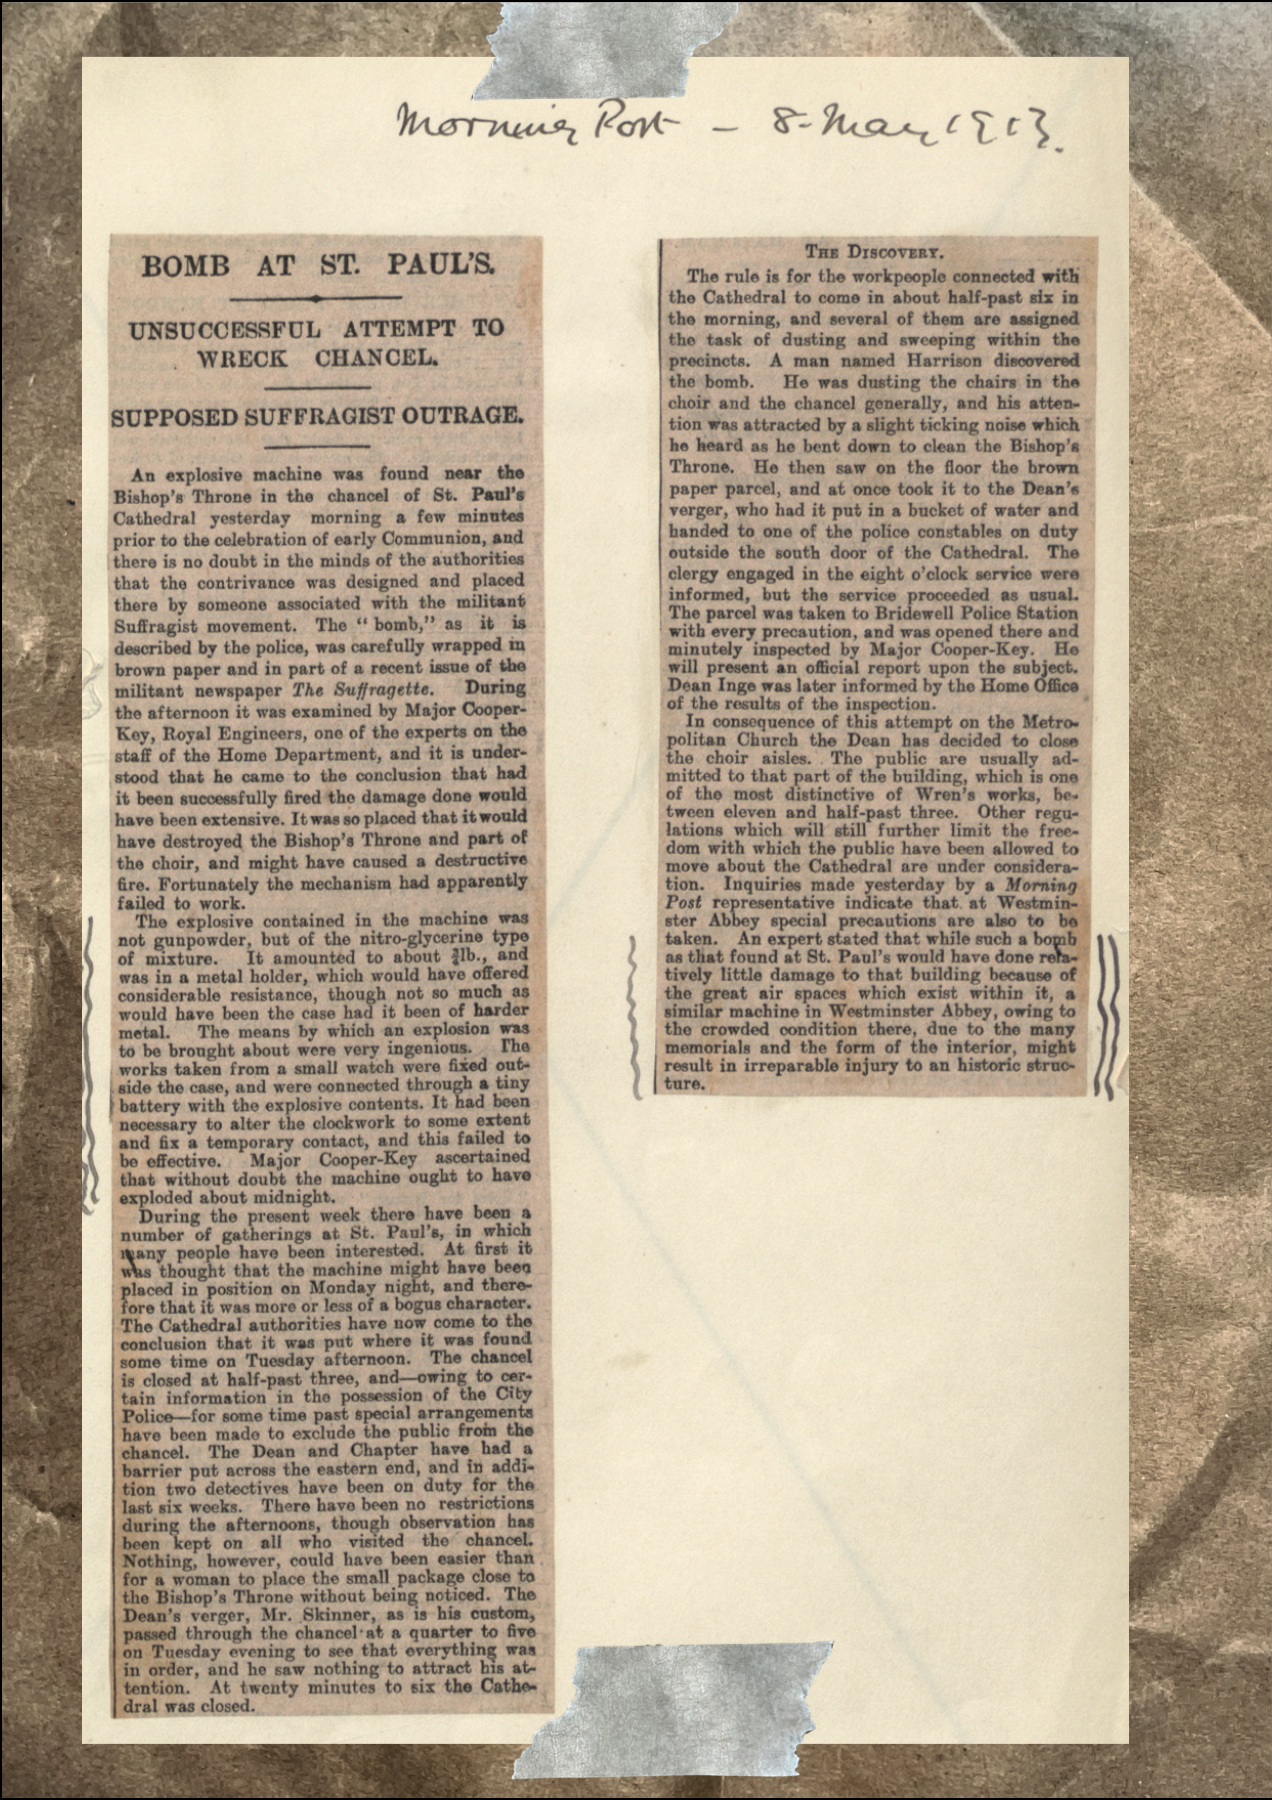 Morning Post - 8-May 1913.
BOMB AT ST. PAUL'S.
UNSUCCESSFUL ATTEMPT TO
WRECK CHANCEL.
SUPPOSED SUFFRAGIST OUTRAGE.
An explosive machine was found near the
Bishop's Throne in the chancel of St. Paul's
Cathedral yesterday morning a few minutes
prior to the celebration of early Communion, and
there is no doubt in the minds of the authorities
that the contrivance was designed and placed
there by someone associated with the militant
Suffragist movement. The "bomb," as it is
described by the police, was carefully wrapped in
brown paper and in part of a recent issue of the
militant newspaper The Suffragette. During
the afternoon it was examined by Major Cooper-
Key, Royal Engineers, one of the experts on the
staff of the Home Department, and it is under-
stood that he came to the conclusion that had
it been successfully fired the damage done would
have been extensive. It was so placed that it would
have destroyed the Bishop's Throne and part of
the choir, and might have caused a destructive
fire. Fortunately the mechanism had apparently
failed to work.
The explosive contained in the machine was
not gunpowder, but of the nitro-glycerine type
of mixture. It amounted to about ¾lb., and
was in a metal holder, which would have offered
considerable resistance, though not so much as
would have been the case had it been of harder
metal. The means by which an explosion was
to be brought about were very ingenious. The
works taken from a small watch were fixed out-
side the case, and were connected through a tiny
battery with the explosive contents. It had been
necessary to alter the clockwork to some extent
and fix a temporary contact, and this failed to
be effective. Major Cooper-Key ascertained
that without doubt the machine ought to have
exploded about midnight.
During the present week there have been a
number of gatherings at St. Paul's, in which
many people have been interested. At first it
was thought that the machine might have been
placed in position on Monday night, and there-
fore that it was more or less of a bogus character.
The Cathedral authorities have now come to the
conclusion that it was put where it was found
some time on Tuesday afternoon. The chancel
is closed at half-past three, and—owing to cer-
tain information in the possession of the City
Police—for some time past special arrangements
have been made to exclude the public from the
chancel. The Dean and Chapter have had a
barrier put across the eastern end, and in addi-
tion two detectives have been on duty for the
last six weeks. There have been no restrictions
during the afternoons, though observation has
been kept on all who visited the chancel.
Nothing, however, could have been easier than
for a woman to place the small package close to
the Bishop's Throne without being noticed. The
Dean's verger, Mr. Skinner, as is his custom,
passed through the chancel at a quarter to five
on Tuesday evening to see that everything was
in order, and he saw nothing to attract his at-
tention. At twenty minutes to six the Cathe-
dral was closed.
THE DISCOVERY.
The rule is for the workpeople connected with
the Cathedral to come in about half-past six in
the morning, and several of them are assigned
the task of dusting and sweeping within the
precincts. A man named Harrison discovered
the bomb. He was dusting the chairs in the
choir and the chancel generally, and his atten-
tion was attracted by a slight ticking noise which
he heard as he bent down to clean the Bishop's
Throne. He then saw on the floor the brown
paper parcel, and at once took it to the Dean's
verger, who had it put in a bucket of water and
handed to one of the police constables on duty
outside the south door of the Cathedral. The
clergy engaged in the eight o'clock service were
informed, but the service proceeded as usual.
The parcel was taken to Bridewell Police Station
with every precaution, and was opened there and
minutely inspected by Major Cooper-Key. He
will present an official report upon the subject.
Dean Inge was later informed by the Home Office
of the results of the inspection.
In consequence of this attempt on the Metro-
politan Church the Dean has decided to close
the choir aisles. The public are usually ad-
mitted to that part of the building, which is one
of the most distinctive of Wren's works, be-
tween eleven and half-past three. Other regu-
lations which will still further limit the free-
dom with which the public have been allowed to
move about the Cathedral are under considera-
tion. Inquiries made yesterday by a Morning
Post representative indicate that at Westmin-
ster Abbey special precautions are also to be
taken. An expert stated that while such a bomb
as that found at St. Paul's would have done rela-
tively little damage to that building because of
the great air spaces which exist within it, a
similar machine in Westminster Abbey, owing to
the crowded condition there, due to the many
memorials and the form of the interior, might
result in irreparable injury to an historic struc-
ture.